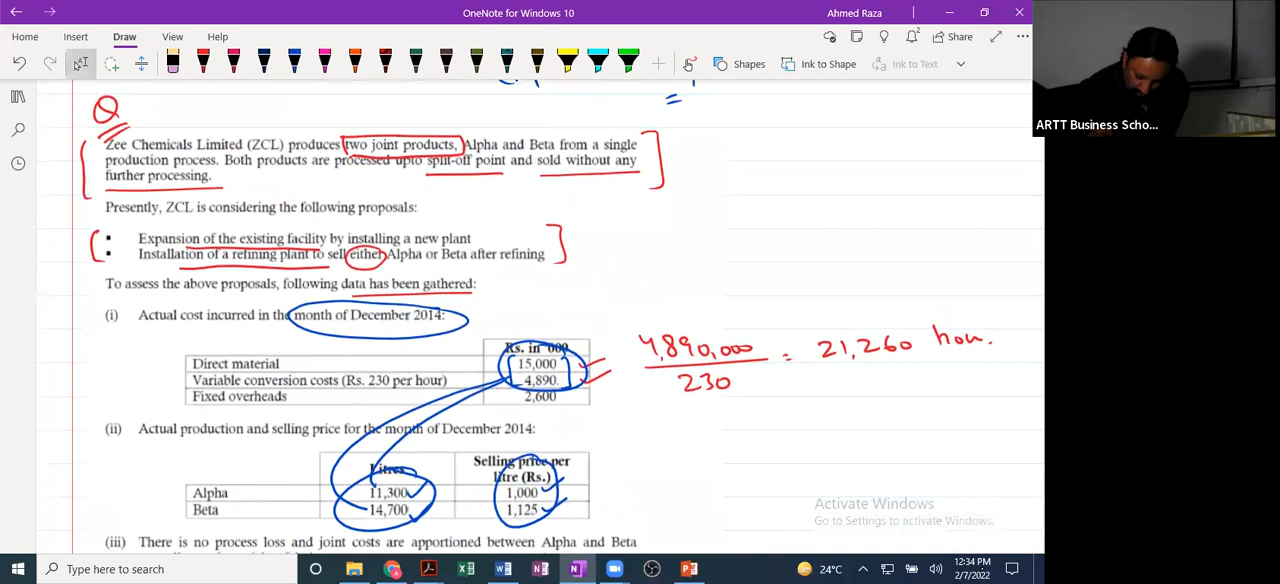 OneNote for Windows 10
Ahmed Raza
Home Insert Draw View Help
Share
Shapes Ink to Shape Ink to Text
ARTT Business Scho...
Q
=
Zee Chemicals Limited (ZCL) produces two joint products, Alpha and Beta from a single
production process. Both products are processed upto split-off point and sold without any
further processing.
Presently, ZCL is considering the following proposals:
▪ Expansion of the existing facility by installing a new plant
▪ Installation of a refining plant to sell either Alpha or Beta after refining
To assess the above proposals, following data has been gathered:
(i) Actual cost incurred in the month of December 2014:
Rs. in '000
Direct material 15,000
Variable conversion costs (Rs. 230 per hour) 4,890
Fixed overheads 2,600
4,890,000
230
= 21,260 hou.
(ii) Actual production and selling price for the month of December 2014:
Litres Selling price per
litre (Rs.)
Alpha 11,300 1,000
Beta 14,700 1,125
(iii) There is no process loss and joint costs are apportioned between Alpha and Beta
Activate Windows
Go to Settings to activate Windows.
Type here to search
24°C
12:34 PM
2/7/2022